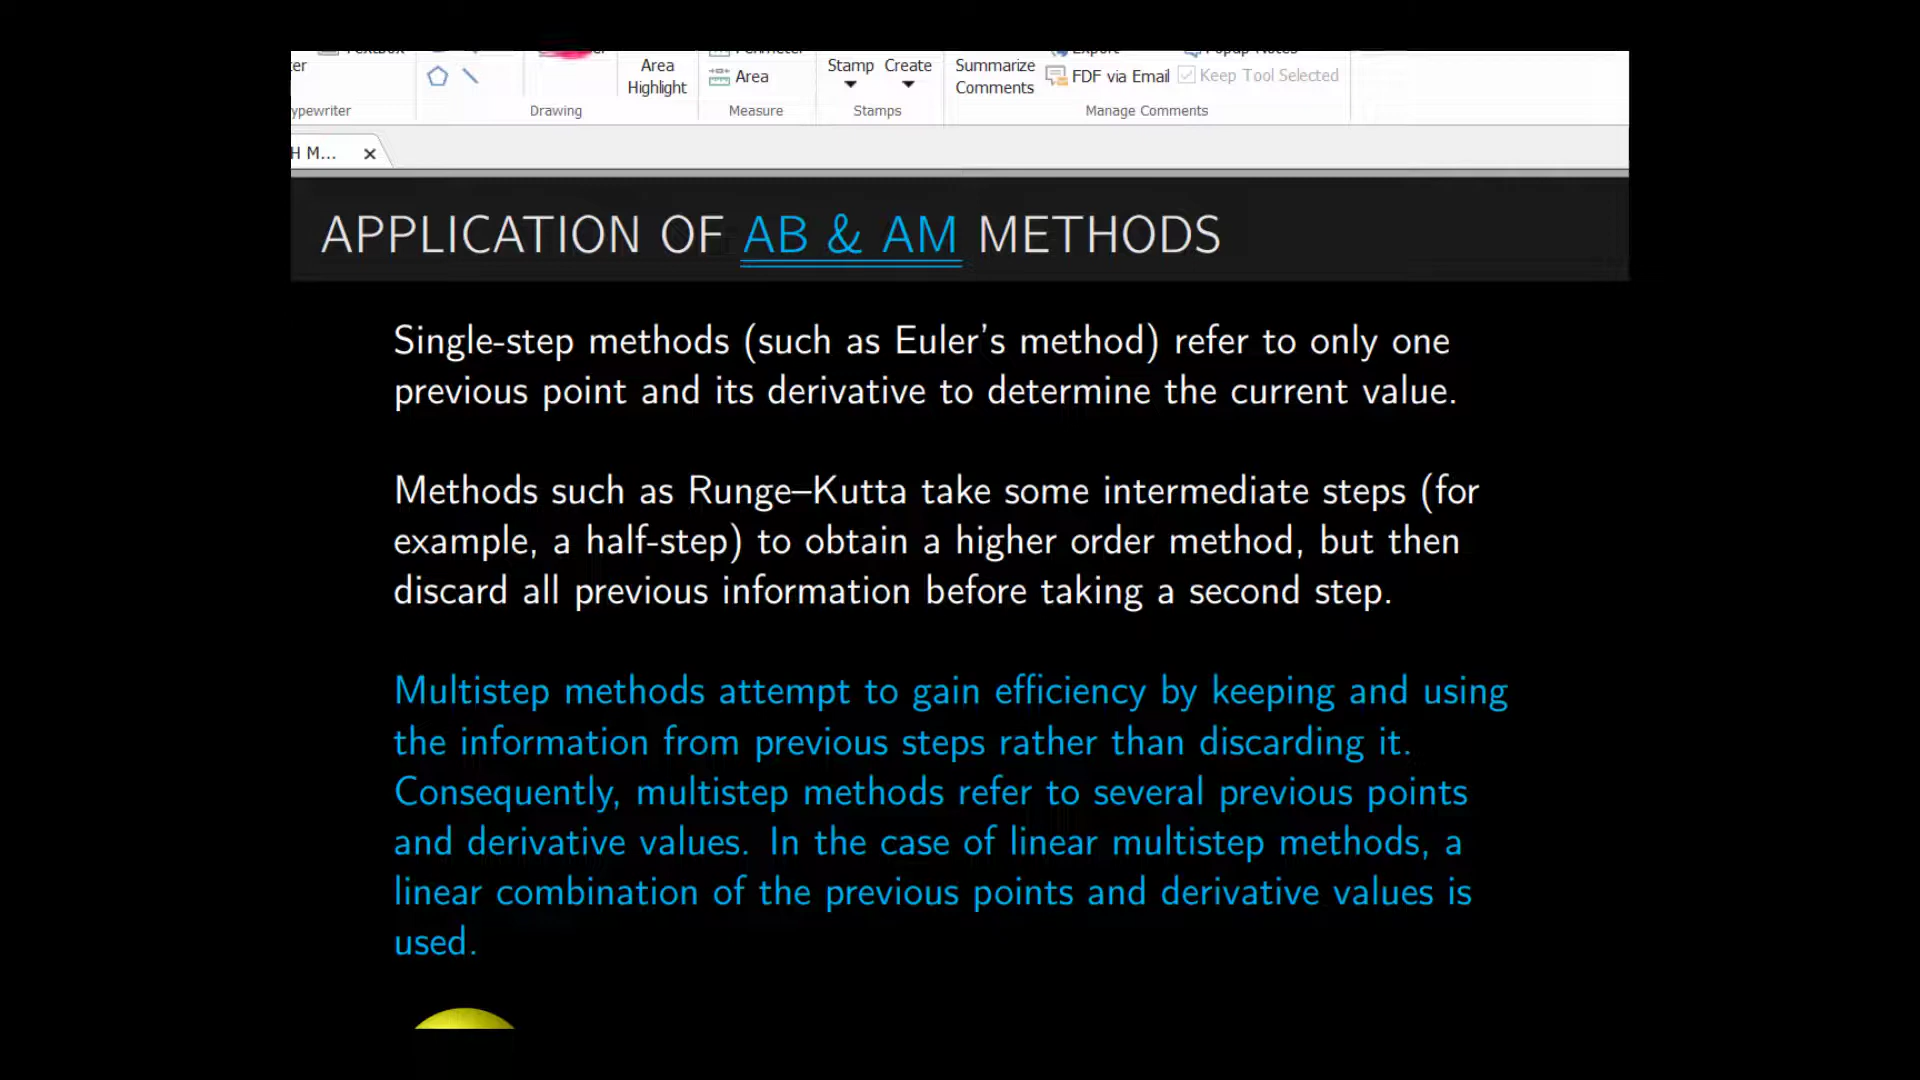 ter
Area
Highlight
Area
Stamp Create
Summarize
Comments
FDF via Email
Keep Tool Selected
ypewriter
Drawing
Measure
Stamps
Manage Comments
H M...
APPLICATION OF AB & AM METHODS
Single-step methods (such as Euler's method) refer to only one
previous point and its derivative to determine the current value.
Methods such as Runge–Kutta take some intermediate steps (for
example, a half-step) to obtain a higher order method, but then
discard all previous information before taking a second step.
Multistep methods attempt to gain efficiency by keeping and using
the information from previous steps rather than discarding it.
Consequently, multistep methods refer to several previous points
and derivative values. In the case of linear multistep methods, a
linear combination of the previous points and derivative values is
used.